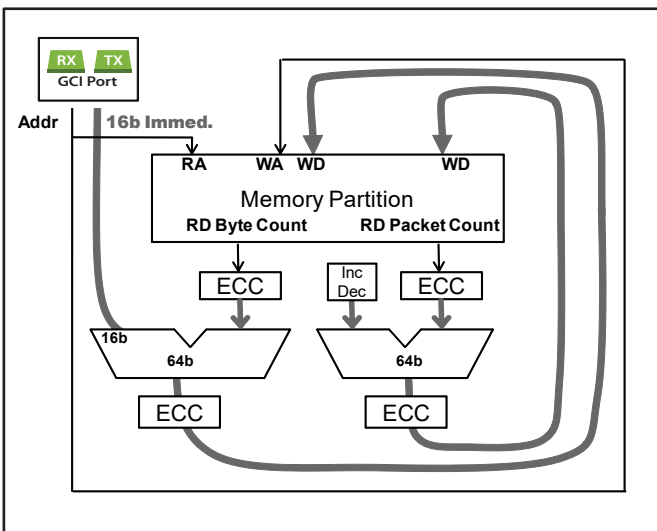 RX TX
GCI Port
Addr 16b Immed.
RA WA WD WD
Memory Partition
RD Byte Count RD Packet Count
ECC Inc Dec ECC
16b
64b 64b
ECC ECC